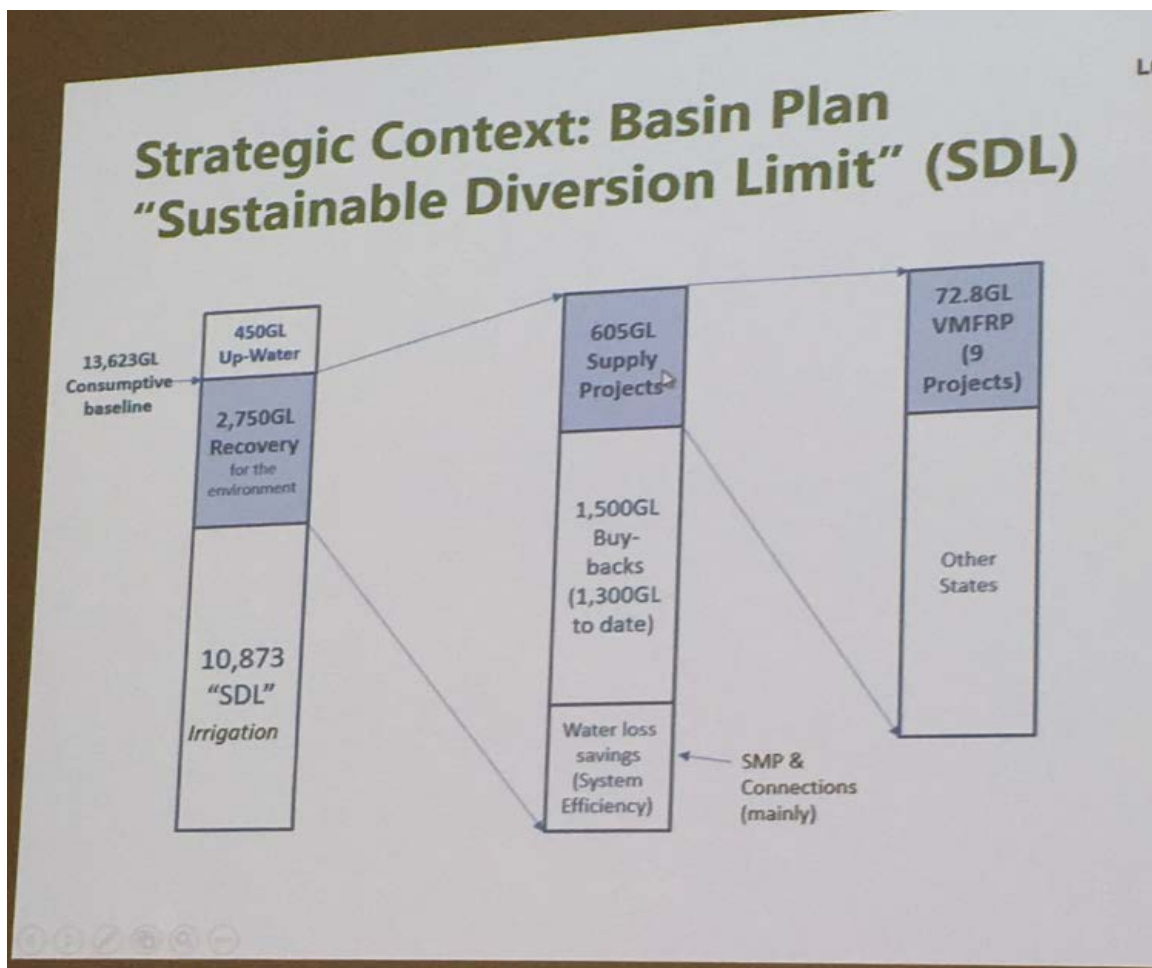 Strategic Context: Basin Plan
“Sustainable Diversion Limit” (SDL)
13,623GL
Consumptive
baseline
450GL
Up-Water
2,750GL
Recovery
for the
environment
10,873
“SDL”
Irrigation
605GL
Supply
Projects
1,500GL
Buy-
backs
(1,300GL
to date)
Water loss
savings
(System
Efficiency)
SMP &
Connections
(mainly)
72.8GL
VMFRP
(9
Projects)
Other
States